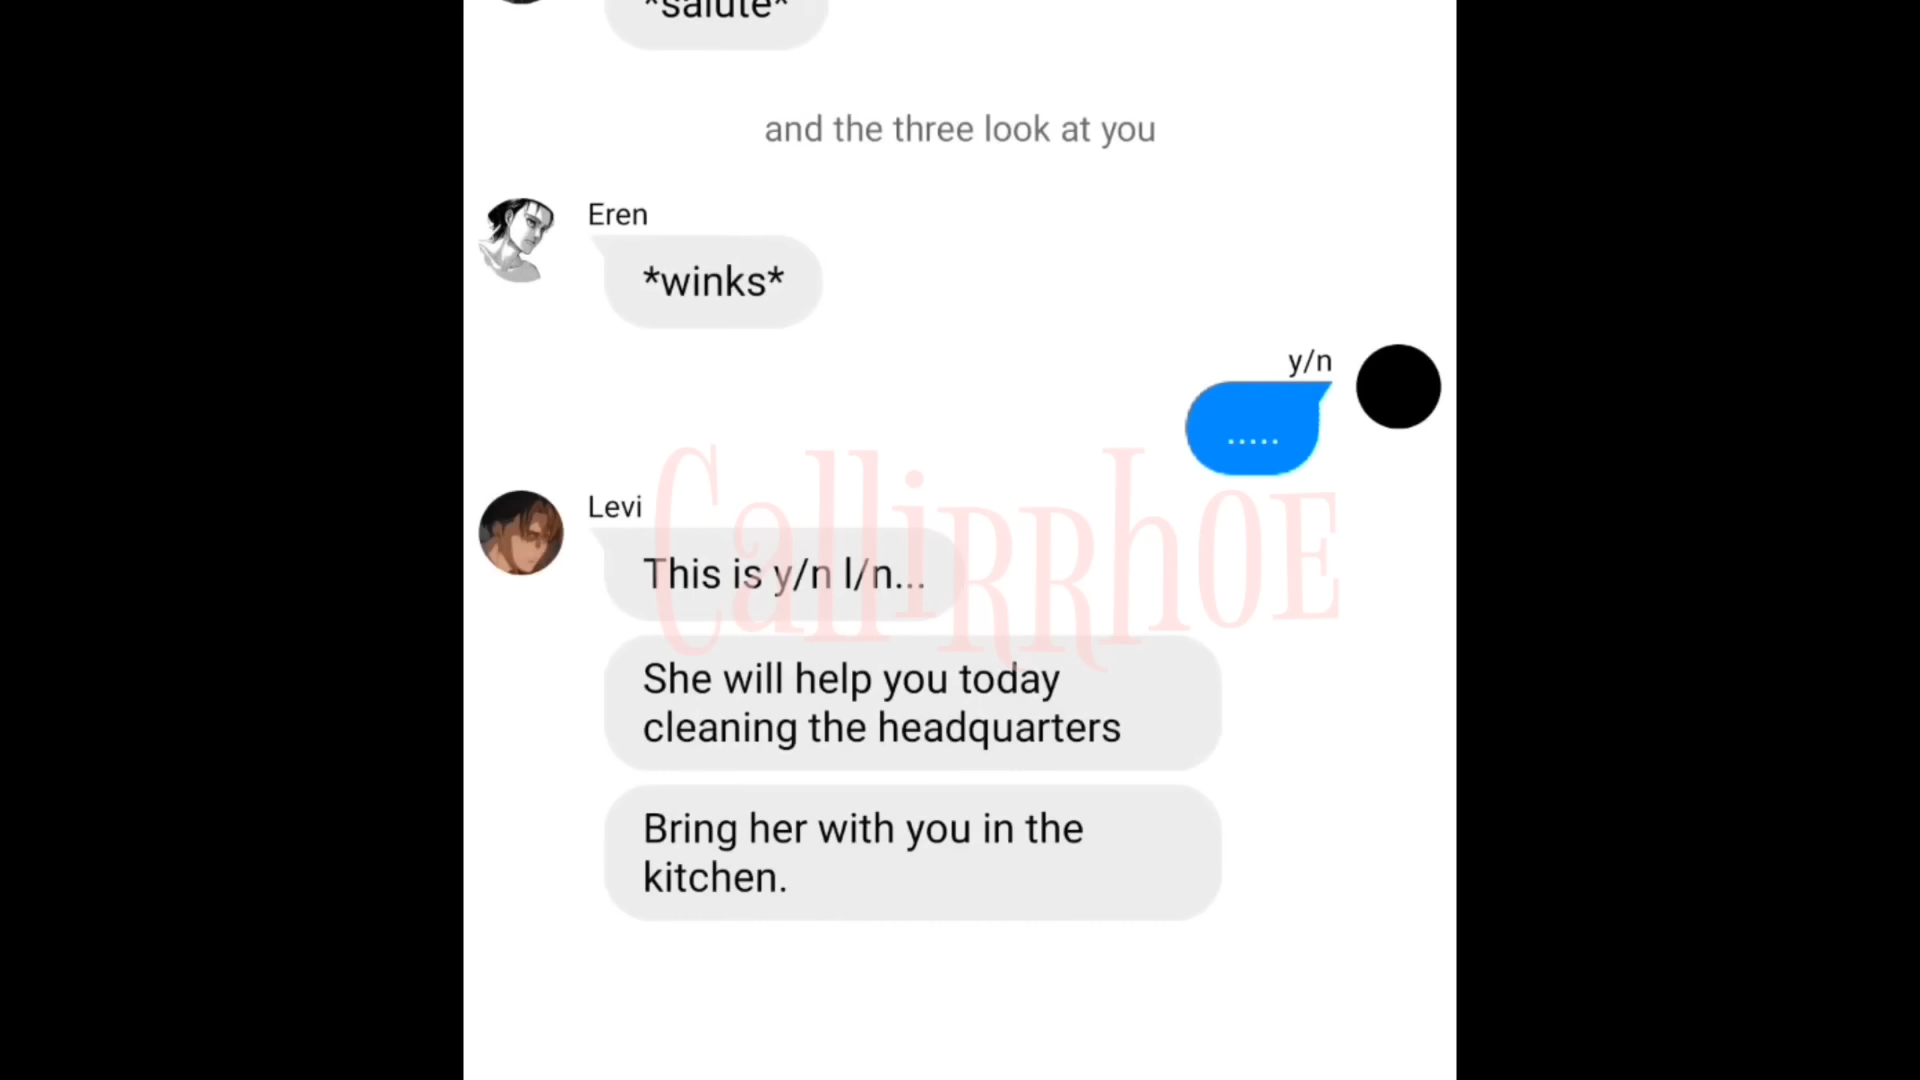 *salute*
and the three look at you
Eren
*winks*
y/n
.....
Levi
This is y/n l/n...
She will help you today
cleaning the headquarters
Bring her with you in the
kitchen.
CalliRRhOE